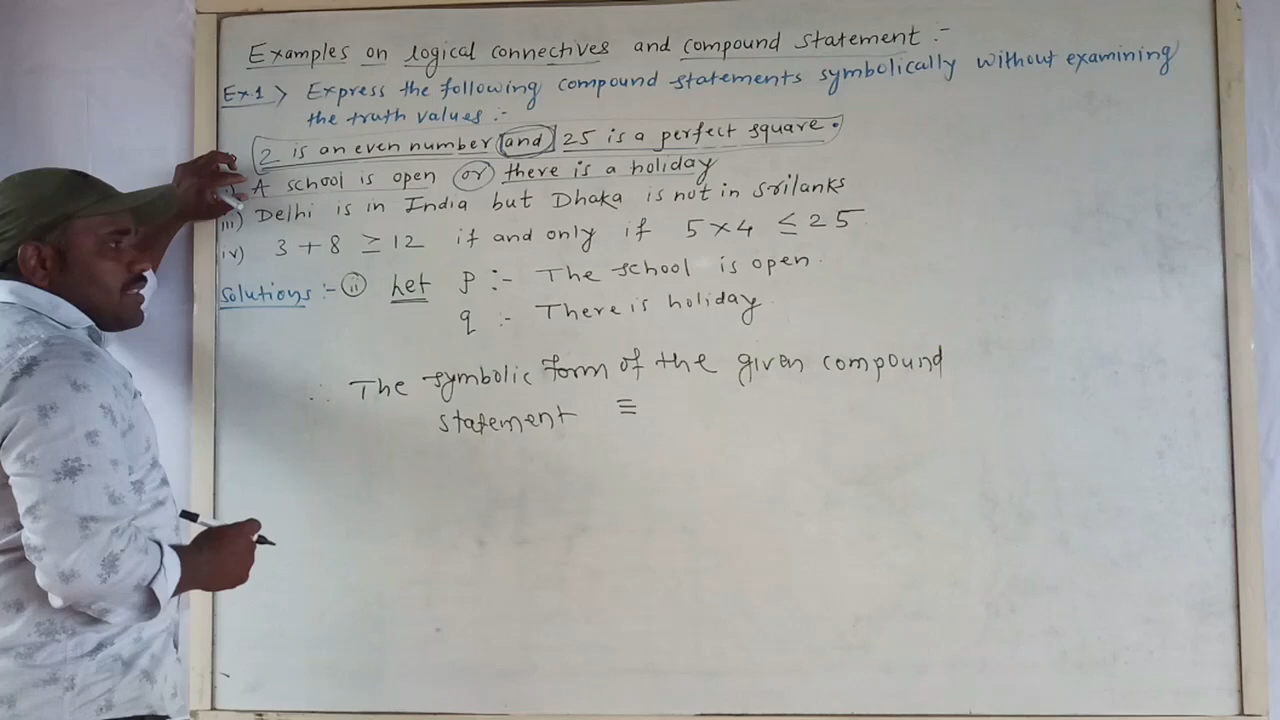 Examples on logical connectives and compound statement :-
Ex.1> Express the following compound statements symbolically without examining
the truth values :-
2 is an even number and 25 is a perfect square.
) A school is open or there is a holiday
iii) Delhi is in India but Dhaka is not in srilanks
iv) 3 + 8 ≥ 12 if and only if 5 × 4 ≤ 25.
Solutions :- (ii) Let p :- The school is open.
q :- There is holiday
∴ The symbolic form of the given compound
statement ≡